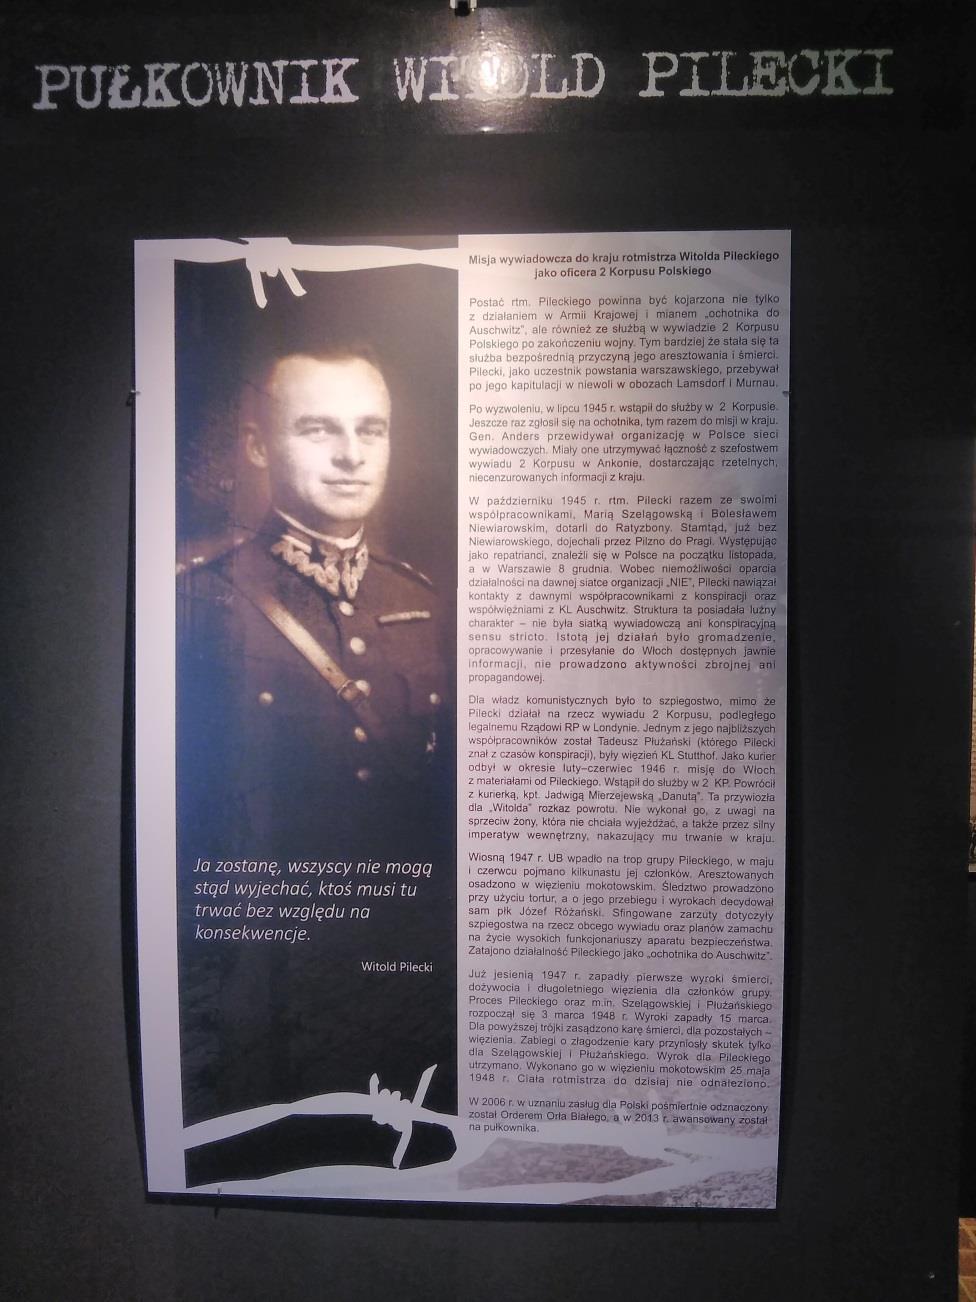 PUŁKOWNIK WITOLD PILECKI
Misja wywiadowcza do kraju rotmistrza Witolda Pileckiego
jako oficera 2 Korpusu Polskiego
Postać rtm. Pileckiego powinna być kojarzona nie tylko
z działaniem w Armii Krajowej i mianem „ochotnika do
Auschwitz”, ale również ze służbą w wywiadzie 2 Korpusu
Polskiego po zakończeniu wojny. Tym bardziej że stała się ta
służba bezpośrednią przyczyną jego aresztowania i śmierci.
Pilecki, jako uczestnik powstania warszawskiego, przebywał
po jego kapitulacji w niewoli w obozach Lamsdorf i Murnau.
Po wyzwoleniu, w lipcu 1945 r. wstąpił do służby w 2 Korpusie.
Jeszcze raz zgłosił się na ochotnika, tym razem do misji w kraju.
Gen. Anders przewidywał organizację w Polsce sieci
wywiadowczych. Miały one utrzymywać łączność z szefostwem
wywiadu 2 Korpusu w Ankonie, dostarczając rzetelnych,
niecenzurowanych informacji z kraju.
W październiku 1945 r. rtm. Pilecki razem ze swoimi
współpracownikami, Marią Szelągowską i Bolesławem
Niewiarowskim, dotarli do Ratyzbony. Stamtąd, już bez
Niewiarowskiego, dojechali przez Pilzno do Pragi. Występując
jako repatrianci, znaleźli się w Polsce na początku listopada,
a w Warszawie 8 grudnia. Wobec niemożliwości oparcia
działalności na dawnej siatce organizacji „NIE”, Pilecki nawiązał
kontakty z dawnymi współpracownikami z konspiracji oraz
współwięźniami z KL Auschwitz. Struktura ta posiadała luźny
charakter – nie była siatką wywiadowczą ani konspiracyjną
sensu stricto. Istotą jej działań było gromadzenie,
opracowywanie i przesyłanie do Włoch dostępnych jawnie
informacji, nie prowadzono aktywności zbrojnej ani
propagandowej.
Dla władz komunistycznych było to szpiegostwo, mimo że
Pilecki działał na rzecz wywiadu 2 Korpusu, podległego
legalnemu Rządowi RP w Londynie. Jednym z jego najbliższych
współpracowników został Tadeusz Płużański (którego Pilecki
znał z czasów konspiracji), były więzień KL Stutthof. Jako kurier
odbył w okresie luty–czerwiec 1946 r. misję do Włoch
z materiałami od Pileckiego. Wstąpił do służby w 2 KP. Powrócił
z kurierką, kpt. Jadwigą Mierzejewską „Danutą”. Ta przywiozła
dla „Witolda” rozkaz powrotu. Nie wykonał go, z uwagi na
sprzeciw żony, która nie chciała wyjeżdżać, a także przez silny
imperatyw wewnętrzny, nakazujący mu trwanie w kraju.
Wiosną 1947 r. UB wpadło na trop grupy Pileckiego, w maju
i czerwcu pojmano kilkunastu jej członków. Aresztowanych
osadzono w więzieniu mokotowskim. Śledztwo prowadzono
przy użyciu tortur, a o jego przebiegu i wyrokach decydował
sam płk Józef Różański. Sfingowane zarzuty dotyczyły
szpiegostwa na rzecz obcego wywiadu oraz planów zamachu
na życie wysokich funkcjonariuszy aparatu bezpieczeństwa.
Zatajono działalność Pileckiego jako „ochotnika do Auschwitz”.
Już jesienią 1947 r. zapadły pierwsze wyroki śmierci,
dożywocia i długoletniego więzienia dla członków grupy.
Proces Pileckiego oraz m.in. Szelągowskiej i Płużańskiego
rozpoczął się 3 marca 1948 r. Wyroki zapadły 15 marca.
Dla powyższej trójki zasądzono karę śmierci, dla pozostałych –
więzienia. Zabiegi o złagodzenie kary przyniosły skutek tylko
dla Szelągowskiej i Płużańskiego. Wyrok dla Pileckiego
utrzymano. Wykonano go w więzieniu mokotowskim 25 maja
1948 r. Ciała rotmistrza do dzisiaj nie odnaleziono.
W 2006 r. w uznaniu zasług dla Polski pośmiertnie odznaczony
został Orderem Orła Białego, a w 2013 r. awansowany został
na pułkownika.
Ja zostanę, wszyscy nie mogą
stąd wyjechać, ktoś musi tu
trwać bez względu na
konsekwencje.
Witold Pilecki